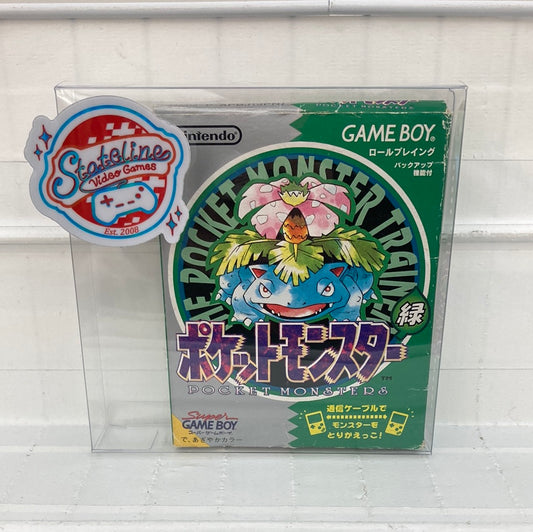 Stateline
Video Games
Est. 2008
Nintendo
GAME BOY
ロールプレイング
バックアップ
機能付
THE POCKET MONSTER TRAINE
緑
ポケットモンスター
TM
POCKET MONSTERS
Super
GAME BOY
スーパーゲームボーイ
で、あざやかカラー
通信ケーブルで
モンスターを
とりかえっこ!